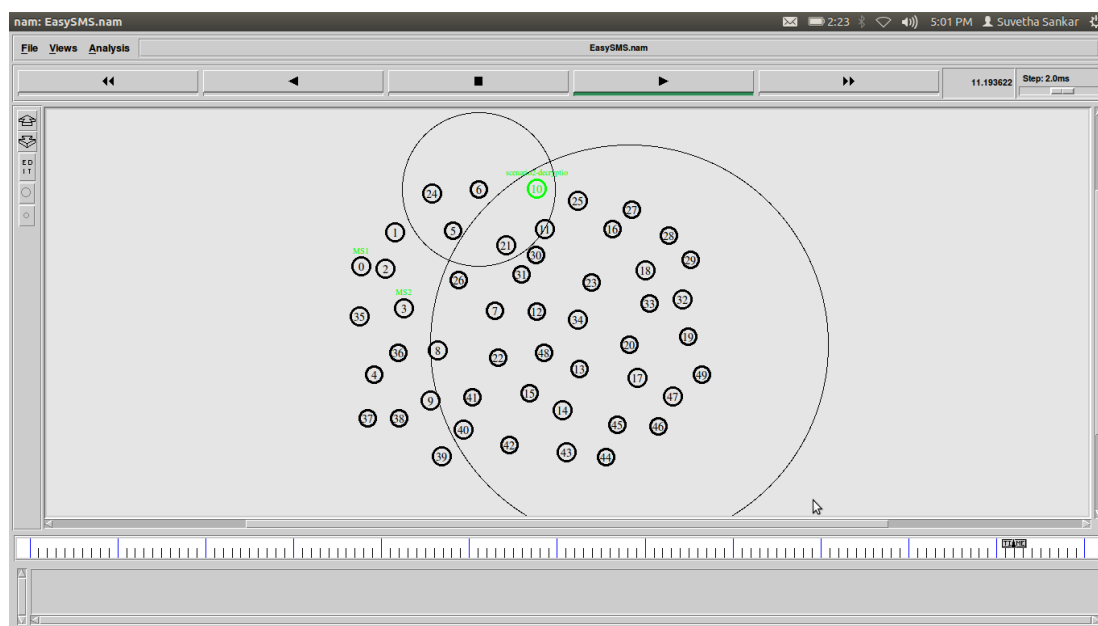 nam: EasySMS.nam 2:23 5:01 PM Suvetha Sankar
File Views Analysis EasySMS.nam
11.193622 Step: 2.0ms
ED
IT
scenario2-decryptio
24 6 10
25
27
1 5 11 16
28
21
30
29
MS1
0 2
31 18
26 23
MS2
3
33 32
35 7 12
34
19
20
36 8 22 48
13
4 17 49
9 41 15 47
14
37 38
40 45 46
42
39 43 44
TIME